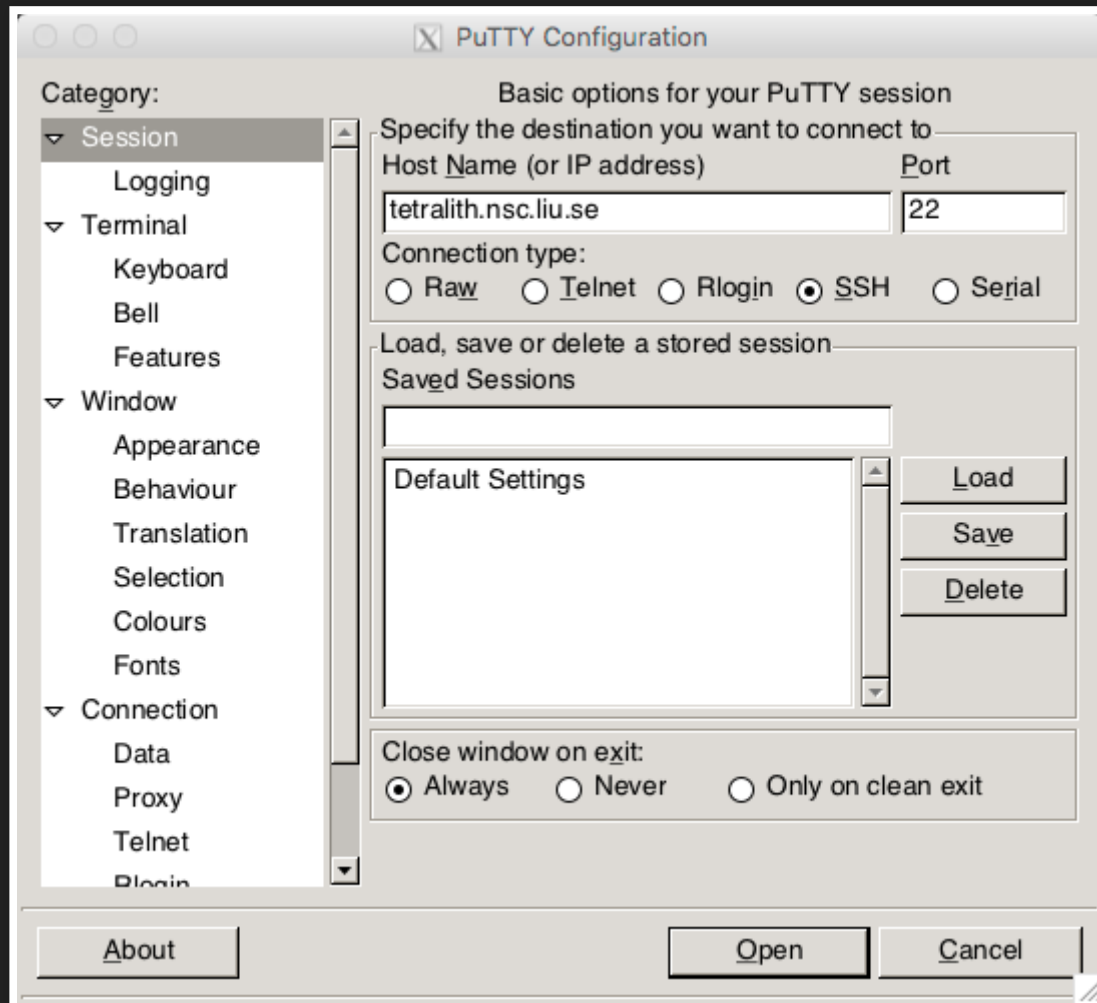 PuTTY Configuration
Category:
Session
Logging
Terminal
Keyboard
Bell
Features
Window
Appearance
Behaviour
Translation
Selection
Colours
Fonts
Connection
Data
Proxy
Telnet
Rlogin
Basic options for your PuTTY session
Specify the destination you want to connect to
Host Name (or IP address) Port
tetralith.nsc.liu.se 22
Connection type:
Raw Telnet Rlogin SSH Serial
Load, save or delete a stored session
Saved Sessions
Default Settings
Load
Save
Delete
Close window on exit:
Always Never Only on clean exit
About Open Cancel